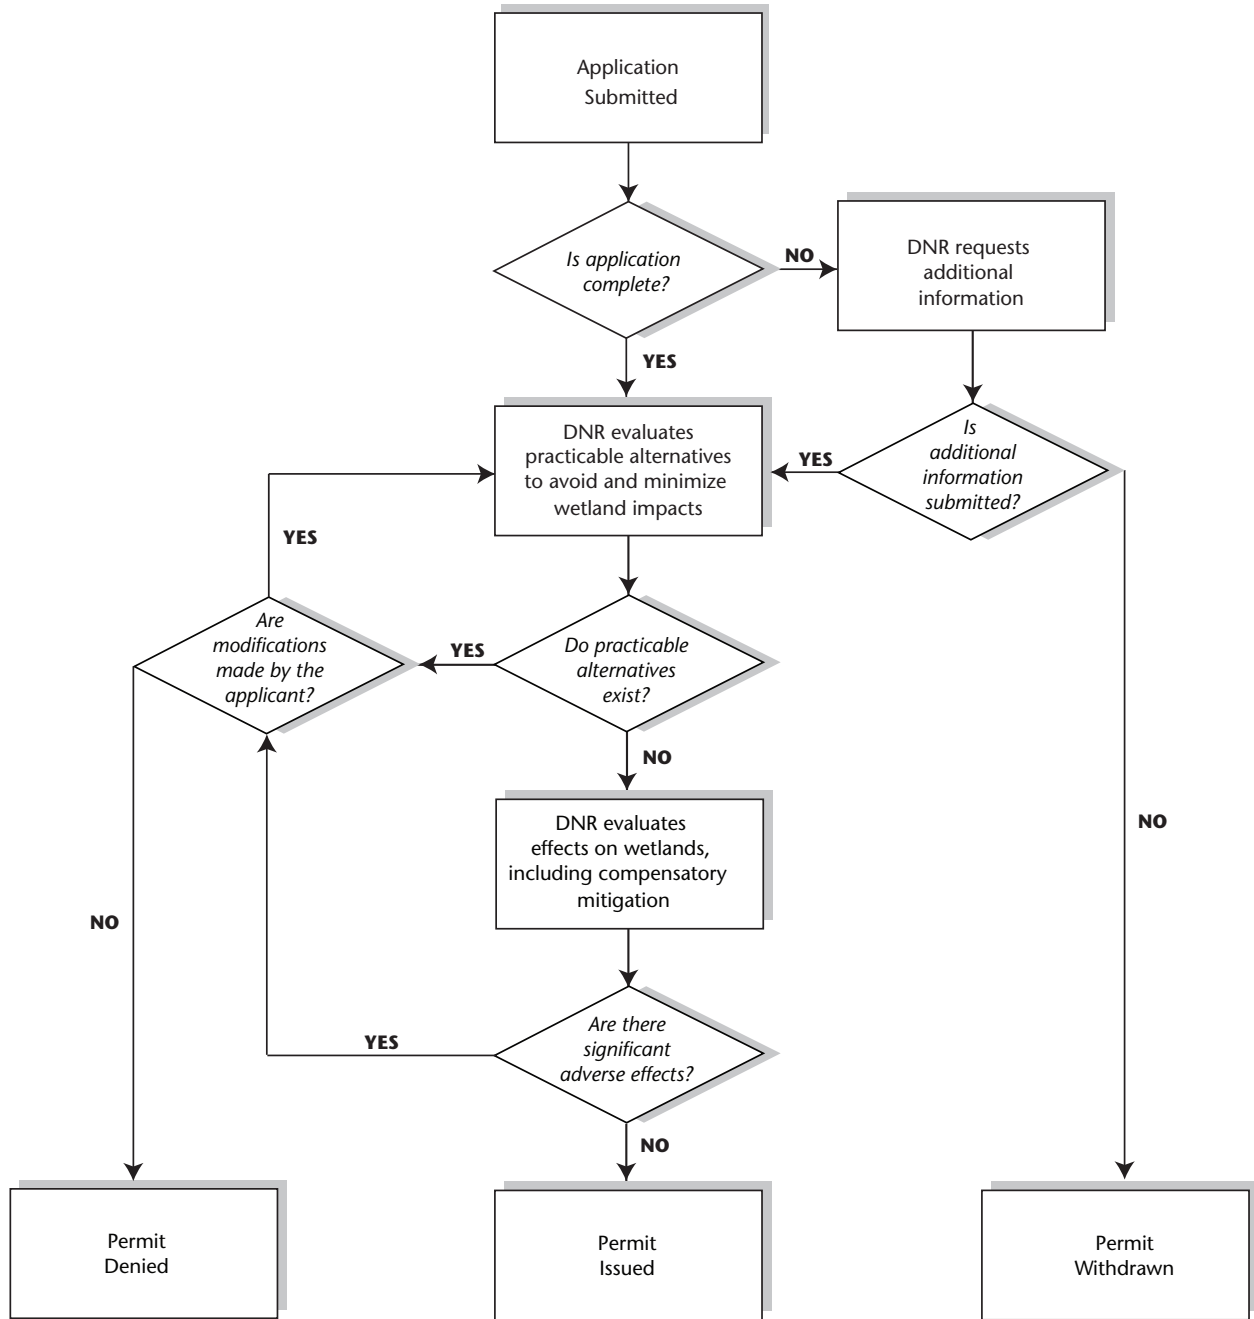 Application
Submitted
Is application
complete?
NO
DNR requests
additional
information
YES
DNR evaluates
practicable alternatives
to avoid and minimize
wetland impacts
YES
Is
additional
information
submitted?
YES
Are
modifications
made by the
applicant?
YES
Do practicable
alternatives
exist?
NO
DNR evaluates
effects on wetlands,
including compensatory
mitigation
NO
NO
YES
Are there
significant
adverse effects?
NO
Permit
Denied
Permit
Issued
Permit
Withdrawn